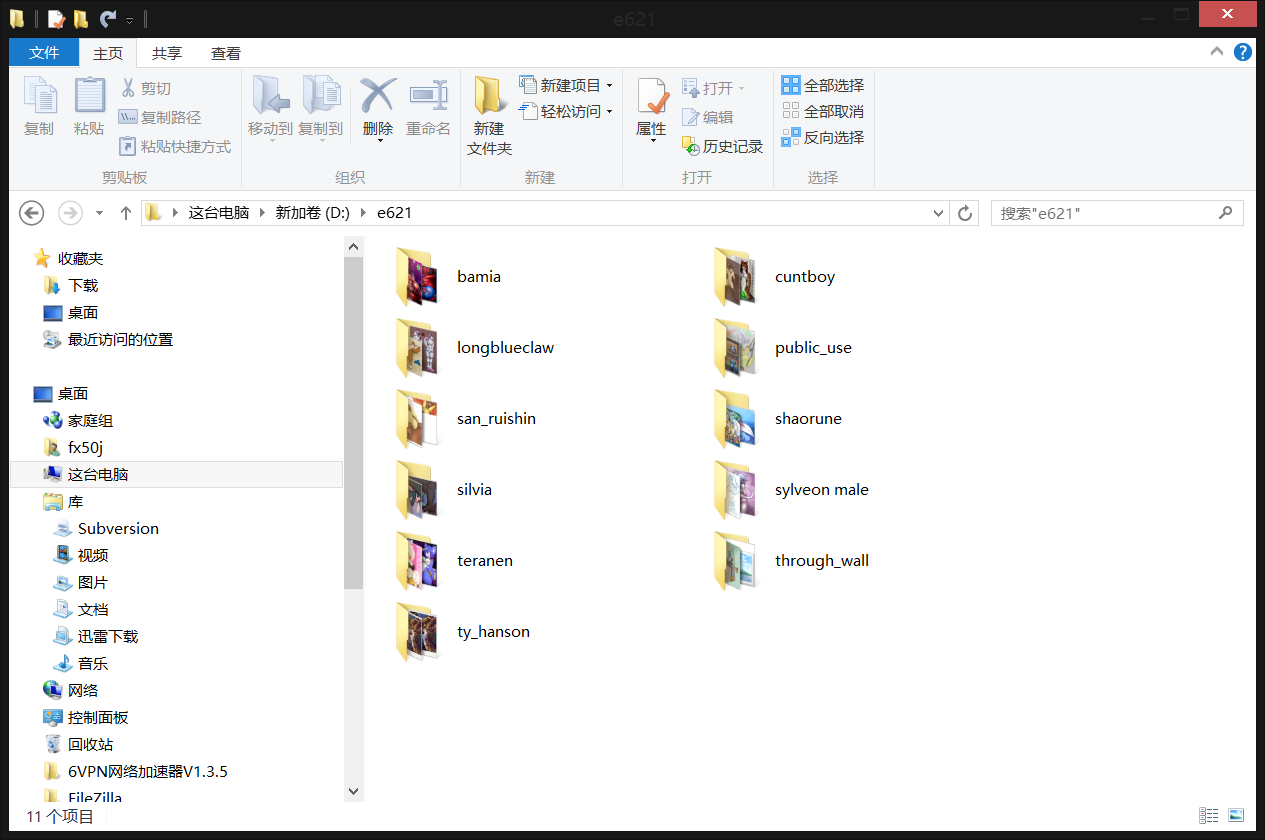 e621
文件 主页 共享 查看
复制
粘贴
剪切
复制路径
粘贴快捷方式
剪贴板
移动到
复制到
删除
重命名
组织
新建
文件夹
新建项目
轻松访问
新建
属性
打开
编辑
历史记录
打开
全部选择
全部取消
反向选择
选择
这台电脑 新加卷 (D:) e621
搜索"e621"
收藏夹
下载
桌面
最近访问的位置
桌面
家庭组
fx50j
这台电脑
库
Subversion
视频
图片
文档
迅雷下载
音乐
网络
控制面板
回收站
6VPN网络加速器V1.3.5
FileZilla
bamia
cuntboy
longblueclaw
public_use
san_ruishin
shaorune
silvia
sylveon male
teranen
through_wall
ty_hanson
11 个项目